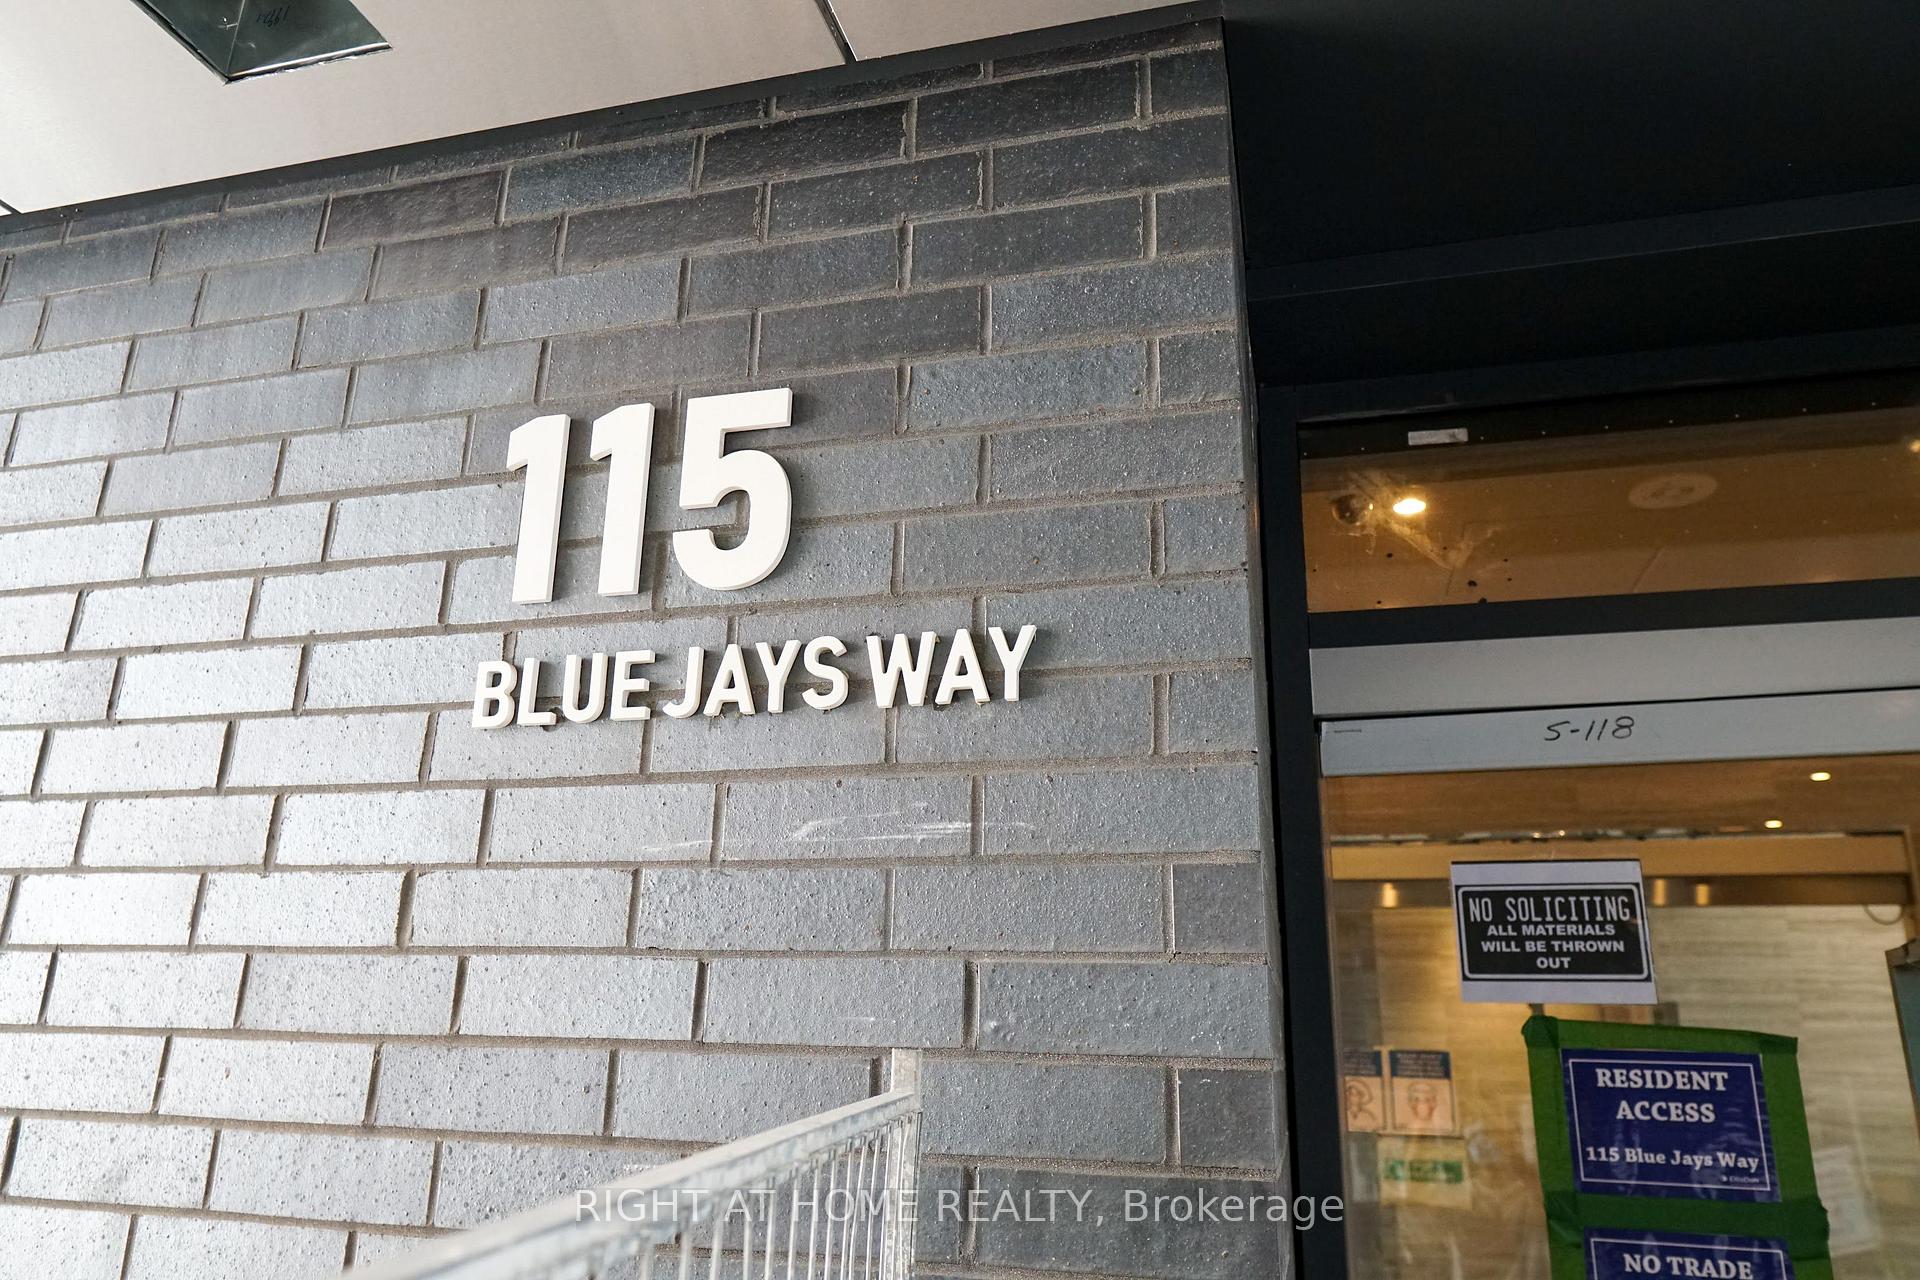 115
BLUE JAYS WAY
S-118
NO SOLICITING
ALL MATERIALS
WILL BE THROWN
OUT
RESIDENT
ACCESS
115 Blue Jays Way
EllisDon
NO TRADE
RIGHT AT HOME REALTY, Brokerage